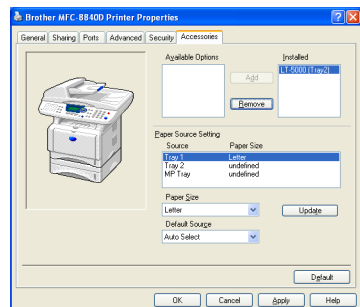 Brother MFC-8840D Printer Properties
General Sharing Ports Advanced Security Accessories
Available Options Installed
LT-5000 (Tray2)
Add
Remove
Paper Source Setting
Source Paper Size
Tray 1 Letter
Tray 2 undefined
MP Tray undefined
Paper Size
Letter Update
Default Source
Auto Select
Default
OK Cancel Apply Help